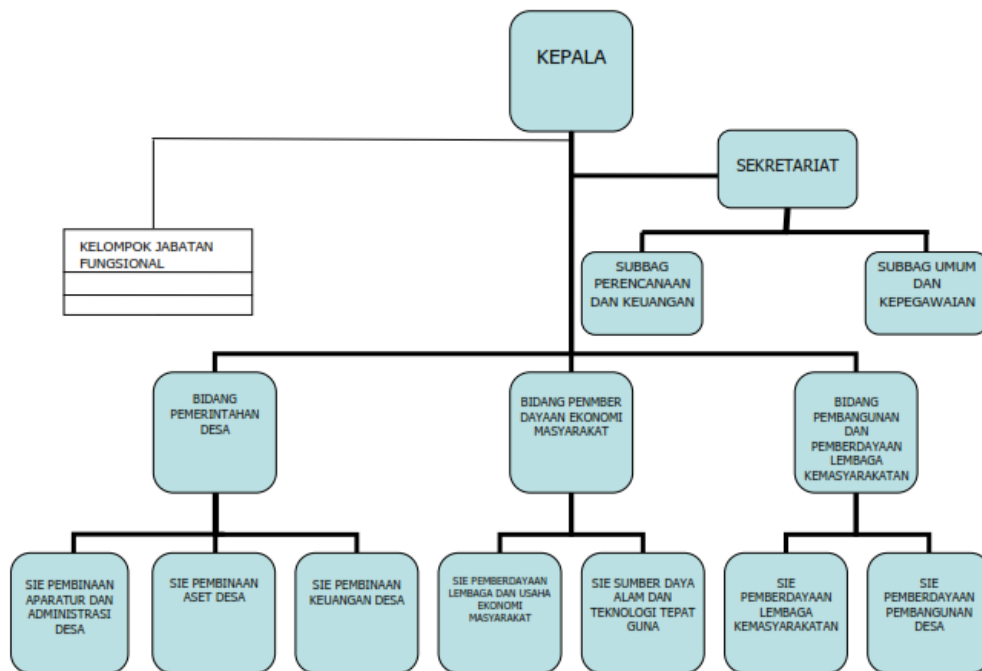 KEPALA
SEKRETARIAT
KELOMPOK JABATAN
FUNGSIONAL
SUBBAG
PERENCANAAN
DAN KEUANGAN
SUBBAG UMUM
DAN
KEPEGAWAIAN
BIDANG
PEMERINTAHAN
DESA
BIDANG PENMBER
DAYAAN EKONOMI
MASYARAKAT
BIDANG
PEMBANGUNAN
DAN
PEMBERDAYAAN
LEMBAGA
KEMASYARAKATAN
SIE PEMBINAAN
APARATUR DAN
ADMINISTRASI
DESA
SIE PEMBINAAN
ASET DESA
SIE PEMBINAAN
KEUANGAN DESA
SIE PEMBERDAYAAN
LEMBAGA DAN USAHA
EKONOMI
MASYARAKAT
SIE SUMBER DAYA
ALAM DAN
TEKNOLOGI TEPAT
GUNA
SIE
PEMBERDAYAAN
LEMBAGA
KEMASYARAKATAN
SIE
PEMBERDAYAAN
PEMBANGUNAN
DESA